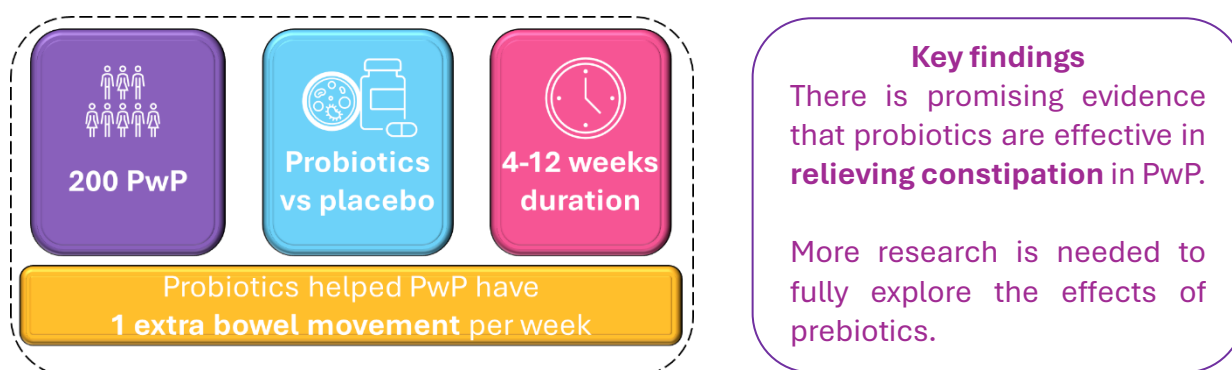 200 PwP
Probiotics
vs placebo
4-12 weeks
duration
Probiotics helped PwP have
1 extra bowel movement per week
Key findings
There is promising evidence
that probiotics are effective in
relieving constipation in PwP.
More research is needed to
fully explore the effects of
prebiotics.